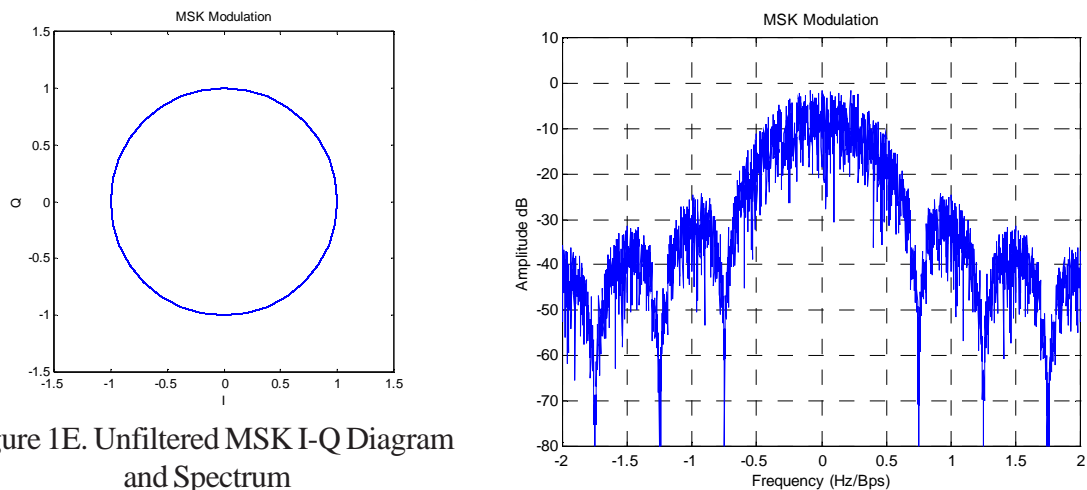 MSK Modulation
1.5
1
0.5
0
-0.5
-1
-1.5
Q
-1.5 -1 -0.5 0 0.5 1 1.5
I
gure 1E. Unfiltered MSK I-Q Diagram
and Spectrum
MSK Modulation
10
0
-10
-20
-30
-40
-50
-60
-70
-80
Amplitude dB
-2 -1.5 -1 -0.5 0 0.5 1 1.5 2
Frequency (Hz/Bps)